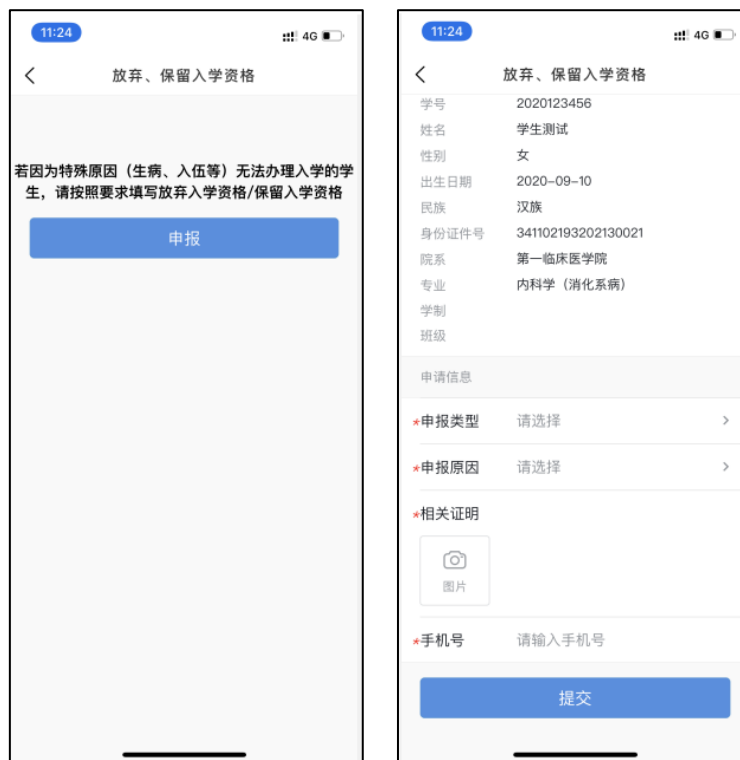 11:24
4G
放弃、保留入学资格
若因为特殊原因（生病、入伍等）无法办理入学的学
生，请按照要求填写放弃入学资格/保留入学资格
申报
11:24
4G
放弃、保留入学资格
学号 2020123456
姓名 学生测试
性别 女
出生日期 2020-09-10
民族 汉族
身份证件号 341102193202130021
院系 第一临床医学院
专业 内科学（消化系病）
学制
班级
申请信息
*申报类型 请选择
*申报原因 请选择
*相关证明
图片
*手机号 请输入手机号
提交